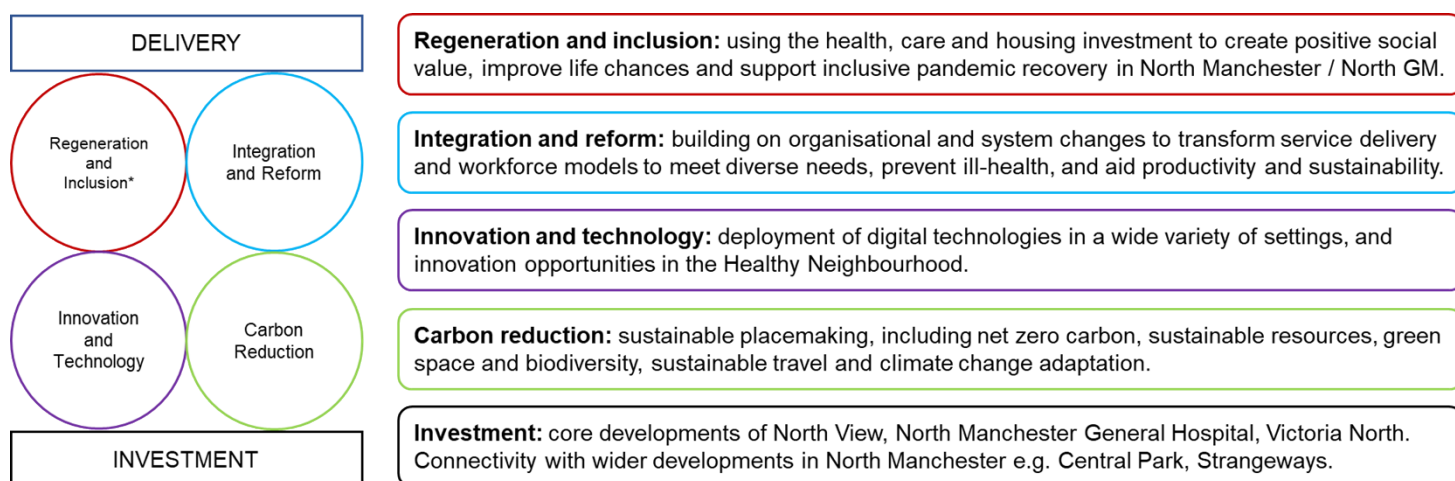 DELIVERY
Regeneration
and
Inclusion*
Integration
and Reform
Innovation
and
Technology
Carbon
Reduction
INVESTMENT
Regeneration and inclusion: using the health, care and housing investment to create positive social
value, improve life chances and support inclusive pandemic recovery in North Manchester / North GM.
Integration and reform: building on organisational and system changes to transform service delivery
and workforce models to meet diverse needs, prevent ill-health, and aid productivity and sustainability.
Innovation and technology: deployment of digital technologies in a wide variety of settings, and
innovation opportunities in the Healthy Neighbourhood.
Carbon reduction: sustainable placemaking, including net zero carbon, sustainable resources, green
space and biodiversity, sustainable travel and climate change adaptation.
Investment: core developments of North View, North Manchester General Hospital, Victoria North.
Connectivity with wider developments in North Manchester e.g. Central Park, Strangeways.